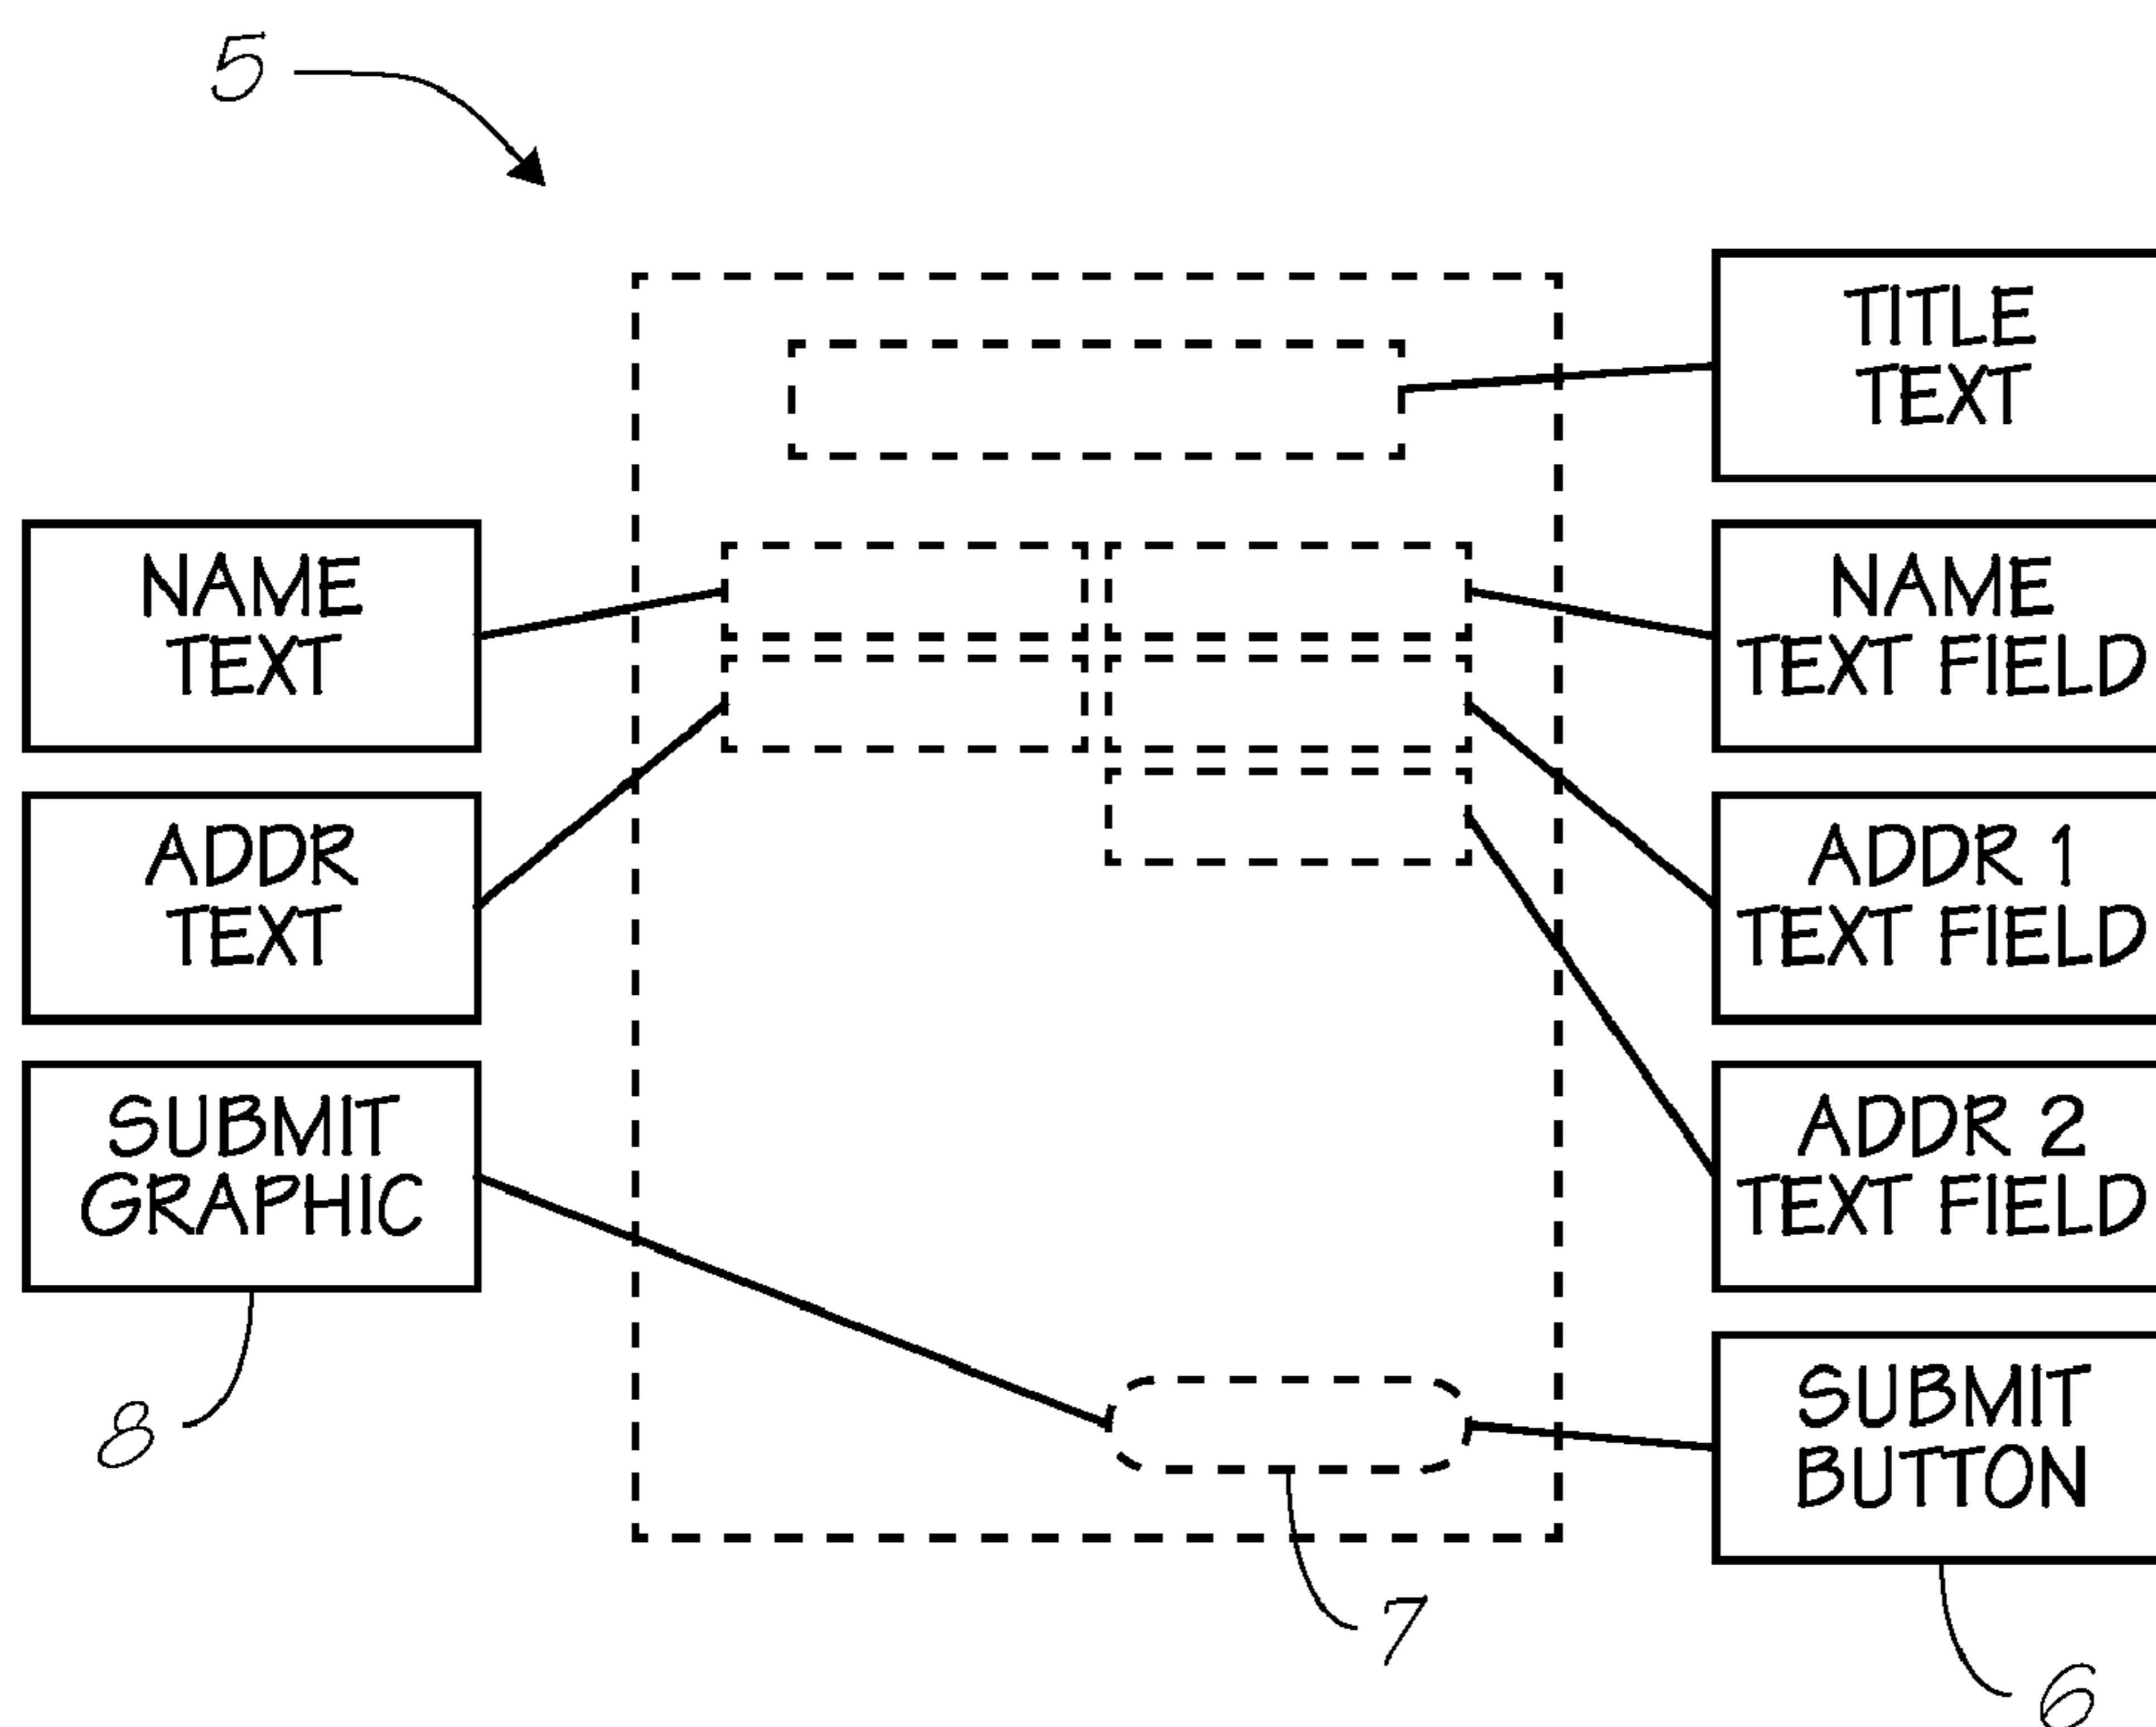 5
TITLE
TEXT
NAME
TEXT
NAME
TEXT FIELD
ADDR
TEXT
ADDR 1
TEXT FIELD
SUBMIT
GRAPHIC
ADDR 2
TEXT FIELD
SUBMIT
BUTTON
8
7
6